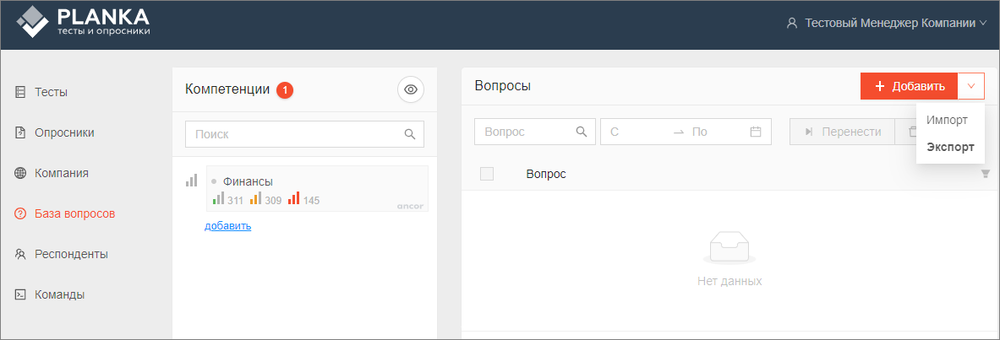 PLANKA
тесты и опросники
Тестовый Менеджер Компании
Тесты
Опросники
Компания
База вопросов
Респонденты
Команды
Компетенции 1
Поиск
Финансы
311 309 145
ancor
добавить
Вопросы
Добавить
Импорт
Экспорт
Вопрос С По Перенести
Вопрос
Нет данных